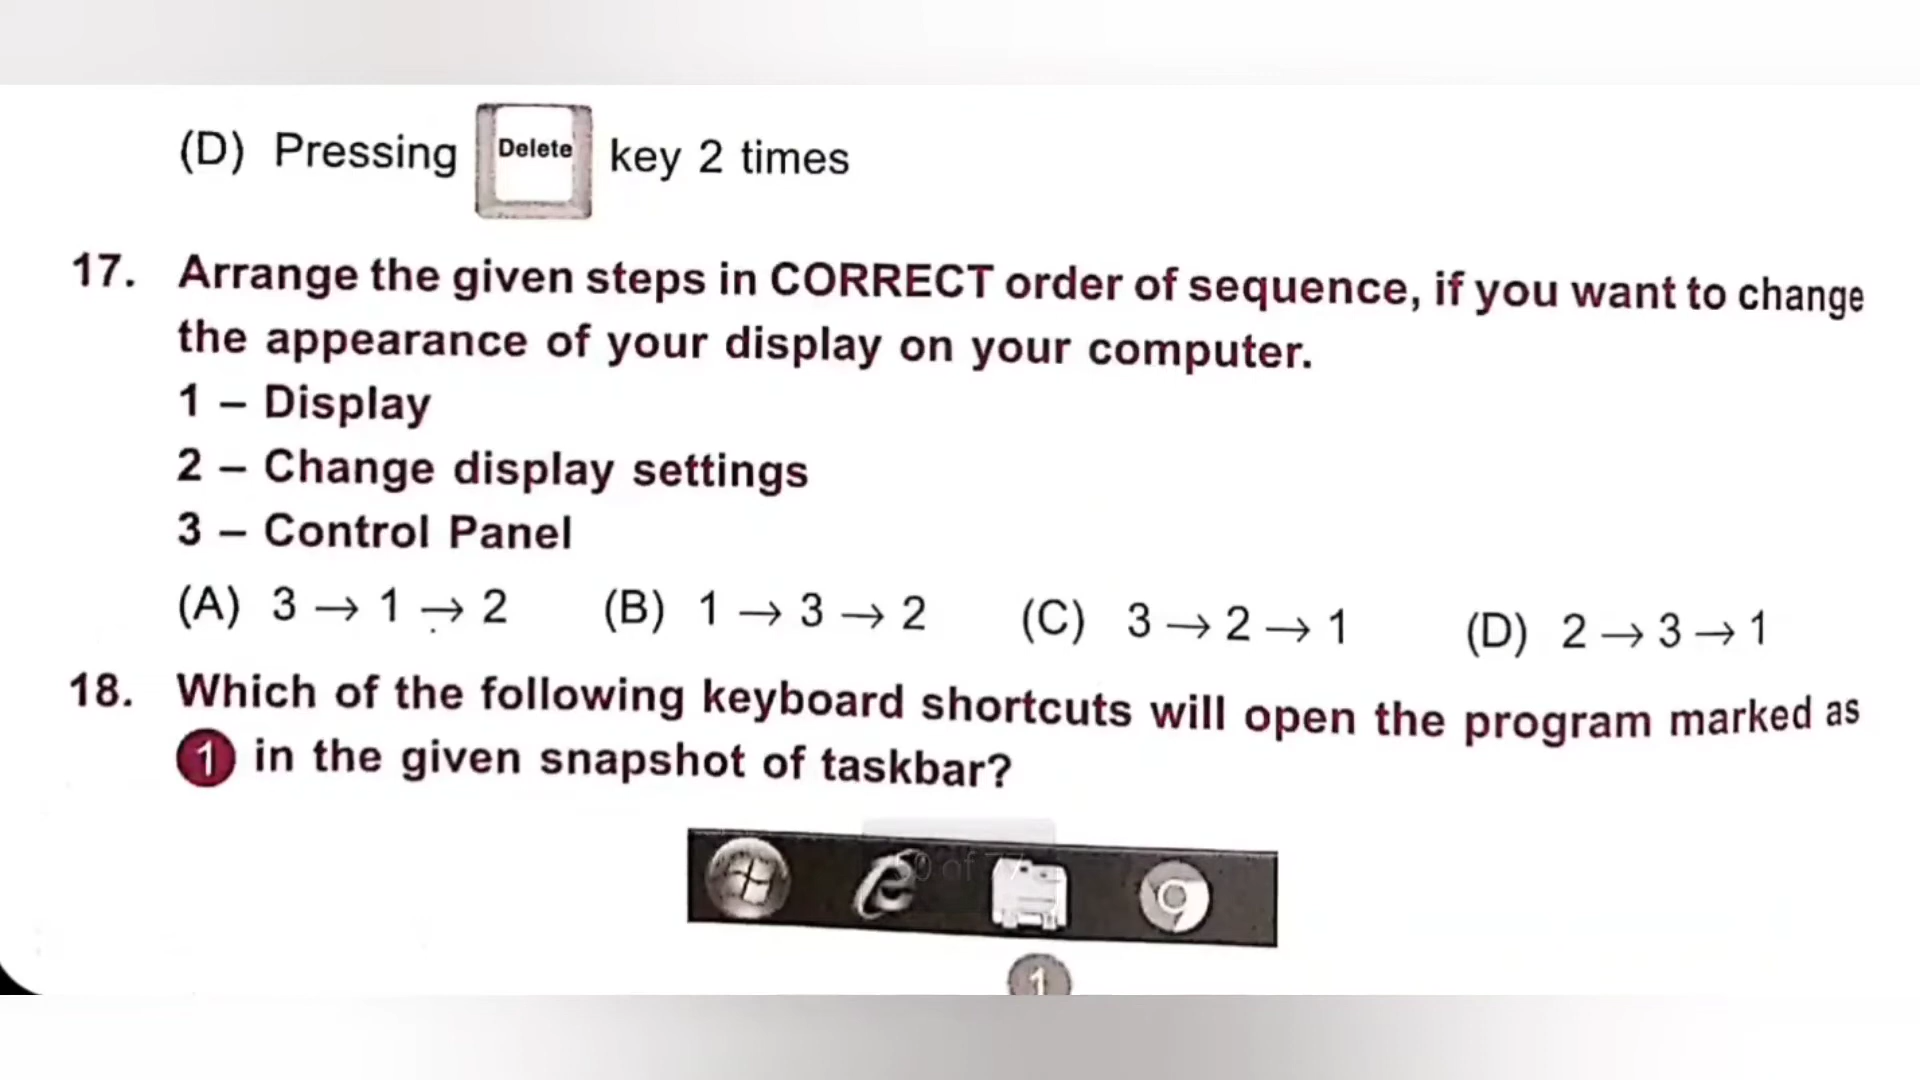 (D) Pressing Delete key 2 times
17. Arrange the given steps in CORRECT order of sequence, if you want to change
the appearance of your display on your computer.
1 – Display
2 – Change display settings
3 – Control Panel
(A) 3 → 1 → 2 (B) 1 → 3 → 2 (C) 3 → 2 → 1 (D) 2 → 3 → 1
18. Which of the following keyboard shortcuts will open the program marked as
1 in the given snapshot of taskbar?
50 of 77
1